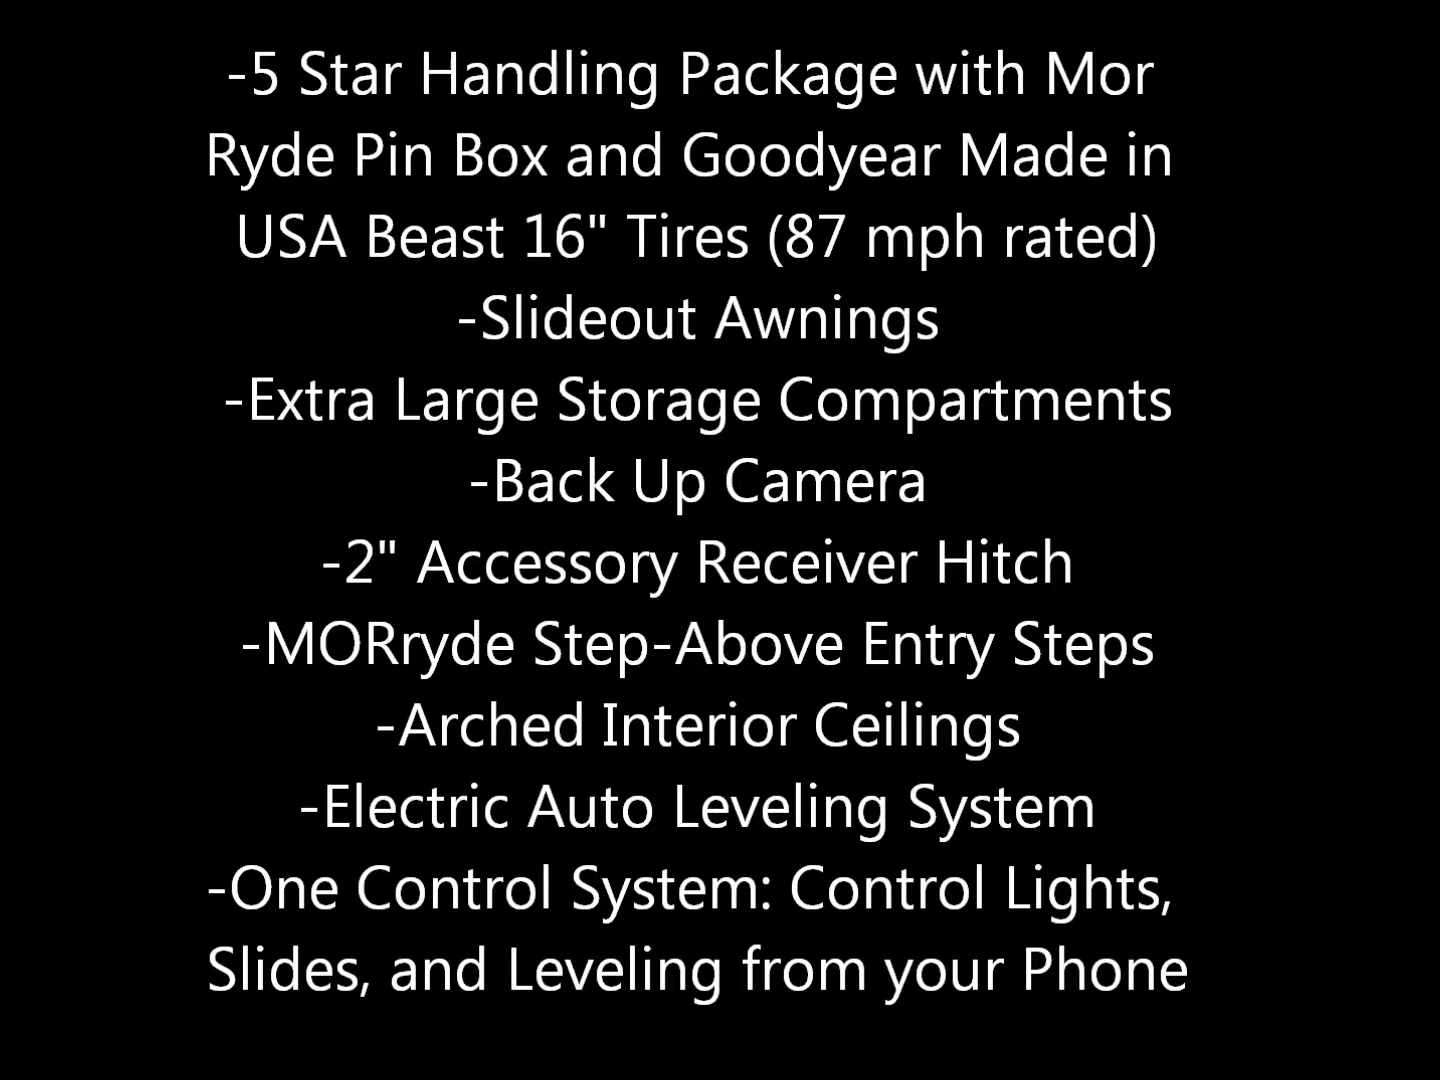 -5 Star Handling Package with Mor
Ryde Pin Box and Goodyear Made in
USA Beast 16" Tires (87 mph rated)
-Slideout Awnings
-Extra Large Storage Compartments
-Back Up Camera
-2" Accessory Receiver Hitch
-MORryde Step-Above Entry Steps
-Arched Interior Ceilings
-Electric Auto Leveling System
-One Control System: Control Lights,
Slides, and Leveling from your Phone